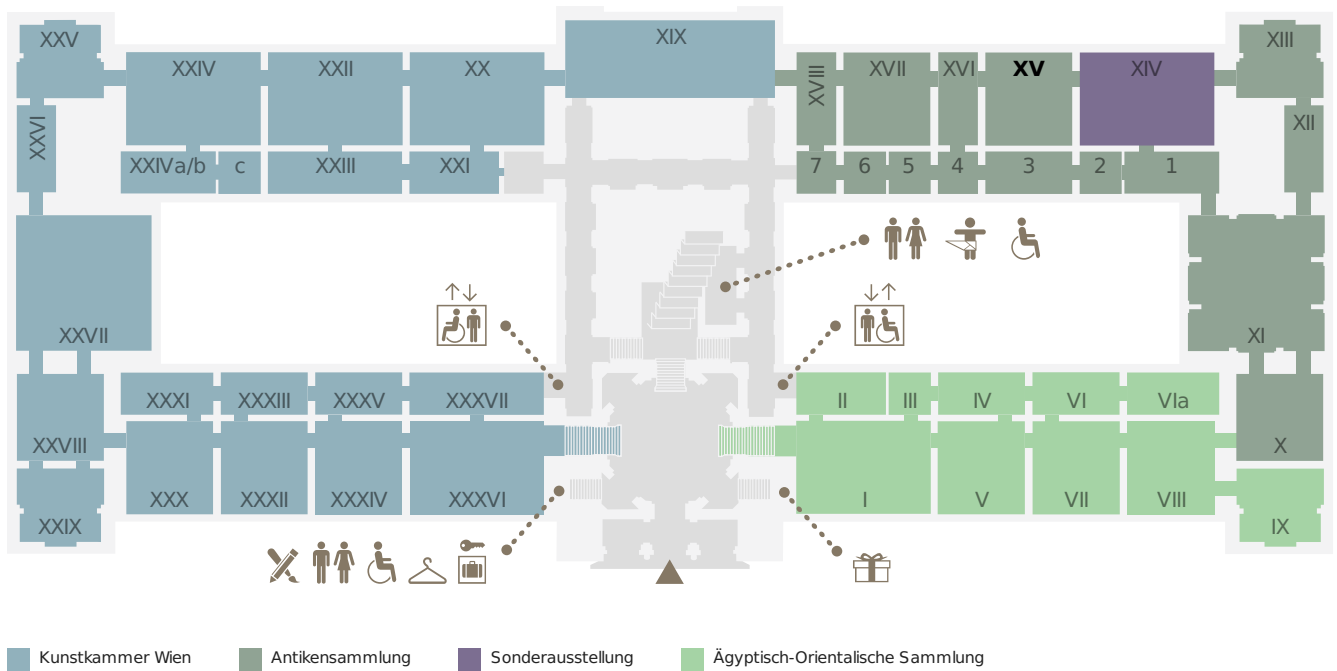 XXV
XXIV
XXII
XX
XIX
XVIII
XVII
XVI
XV
XIV
XIII
XXVI
XII
XXIVa/b
c
XXIII
XXI
7
6
5
4
3
2
1
XXVII
XI
XXXI
XXXIII
XXXV
XXXVII
II
III
IV
VI
VIa
XXVIII
X
XXX
XXXII
XXXIV
XXXVI
I
V
VII
VIII
XXIX
IX
Kunstkammer Wien
Antikensammlung
Sonderausstellung
Ägyptisch-Orientalische Sammlung